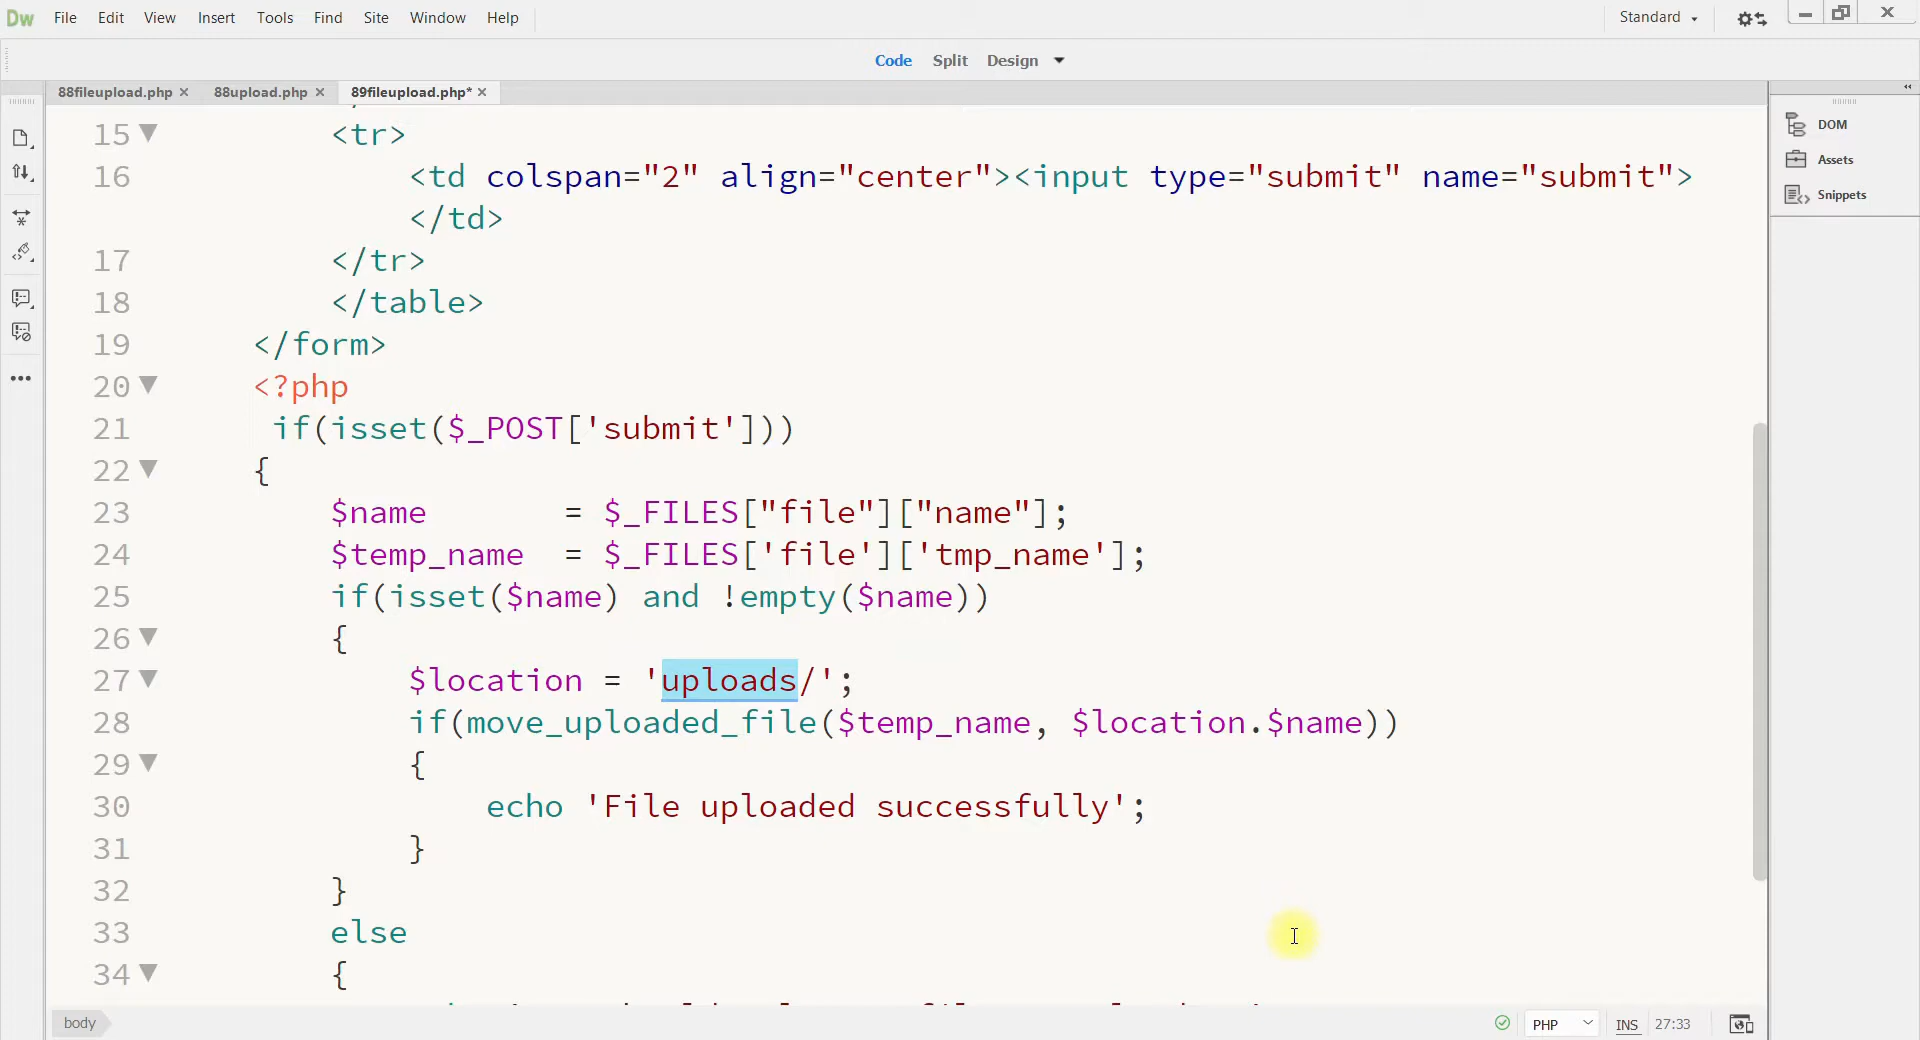 Dw File Edit View Insert Tools Find Site Window Help Standard
Code Split Design
88fileupload.php 88upload.php 89fileupload.php*
DOM
Assets
Snippets
15 <tr>
16 <td colspan="2" align="center"><input type="submit" name="submit">
</td>
17 </tr>
18 </table>
19 </form>
20 <?php
21 if(isset($_POST['submit']))
22 {
23 $name = $_FILES["file"]["name"];
24 $temp_name = $_FILES['file']['tmp_name'];
25 if(isset($name) and !empty($name))
26 {
27 $location = 'uploads/';
28 if(move_uploaded_file($temp_name, $location.$name))
29 {
30 echo 'File uploaded successfully';
31 }
32 }
33 else
34 {
body PHP INS 27:33